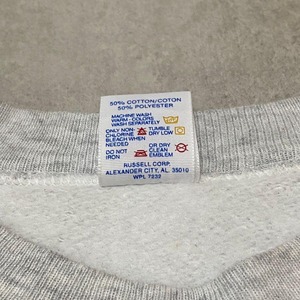 50% COTTON/COTON
50% POLYESTER
MACHINE WASH
WARM - COLORS
WASH SEPARATELY
ONLY NON- TUMBLE
CHLORINE DRY LOW
BLEACH WHEN
NEEDED
OR DRY
DO NOT CLEAN
IRON EMBLEM
RUSSELL CORP.
ALEXANDER CITY, AL. 35010
WPL 7232